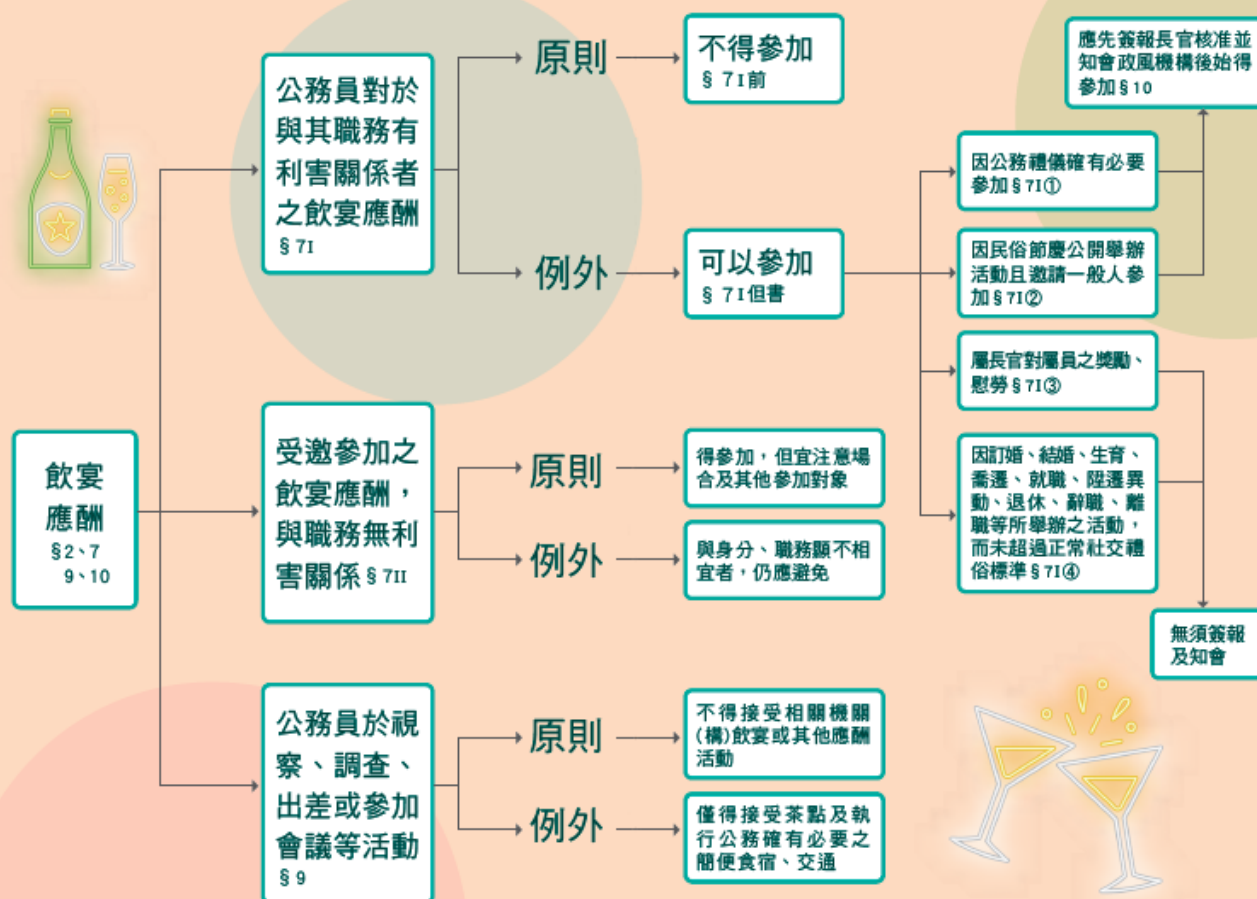 飲宴
應酬
§2、7
9、10
公務員對於
與其職務有
利害關係者
之飲宴應酬
§ 7I
原則
不得參加
§ 7I前
例外
可以參加
§ 7I但書
因公務禮儀確有必要
參加§7I①
因民俗節慶公開舉辦
活動且邀請一般人參
加§7I②
應先簽報長官核准並
知會政風機構後始得
參加§10
屬長官對屬員之獎勵、
慰勞§7I③
因訂婚、結婚、生育、
喬遷、就職、陞遷異
動、退休、辭職、離
職等所舉辦之活動,
而未超過正常社交禮
俗標準§7I④
無須簽報
及知會
受邀參加之
飲宴應酬,
與職務無利
害關係§7II
原則
得參加,但宜注意場
合及其他參加對象
例外
與身分、職務顯不相
宜者,仍應避免
公務員於視
察、調查、
出差或參加
會議等活動
§9
原則
不得接受相關機關
(構)飲宴或其他應酬
活動
例外
僅得接受茶點及執
行公務確有必要之
簡便食宿、交通